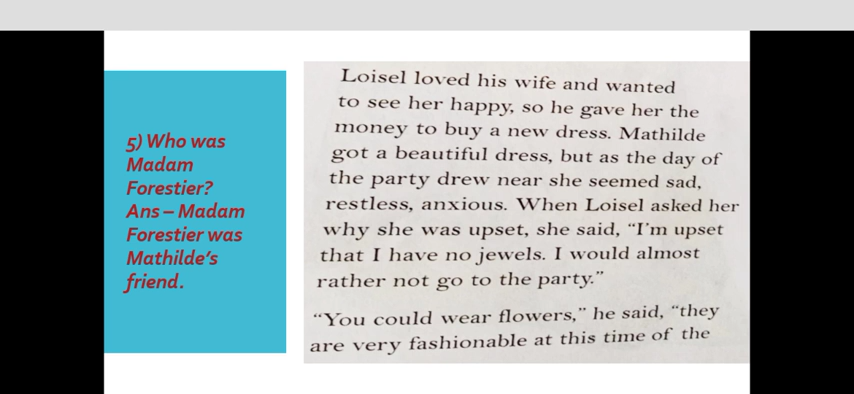 5) Who was
Madam
Forestier?
Ans – Madam
Forestier was
Mathilde's
friend.
Loisel loved his wife and wanted
to see her happy, so he gave her the
money to buy a new dress. Mathilde
got a beautiful dress, but as the day of
the party drew near she seemed sad,
restless, anxious. When Loisel asked her
why she was upset, she said, "I'm upset
that I have no jewels. I would almost
rather not go to the party."
"You could wear flowers," he said, "they
are very fashionable at this time of the